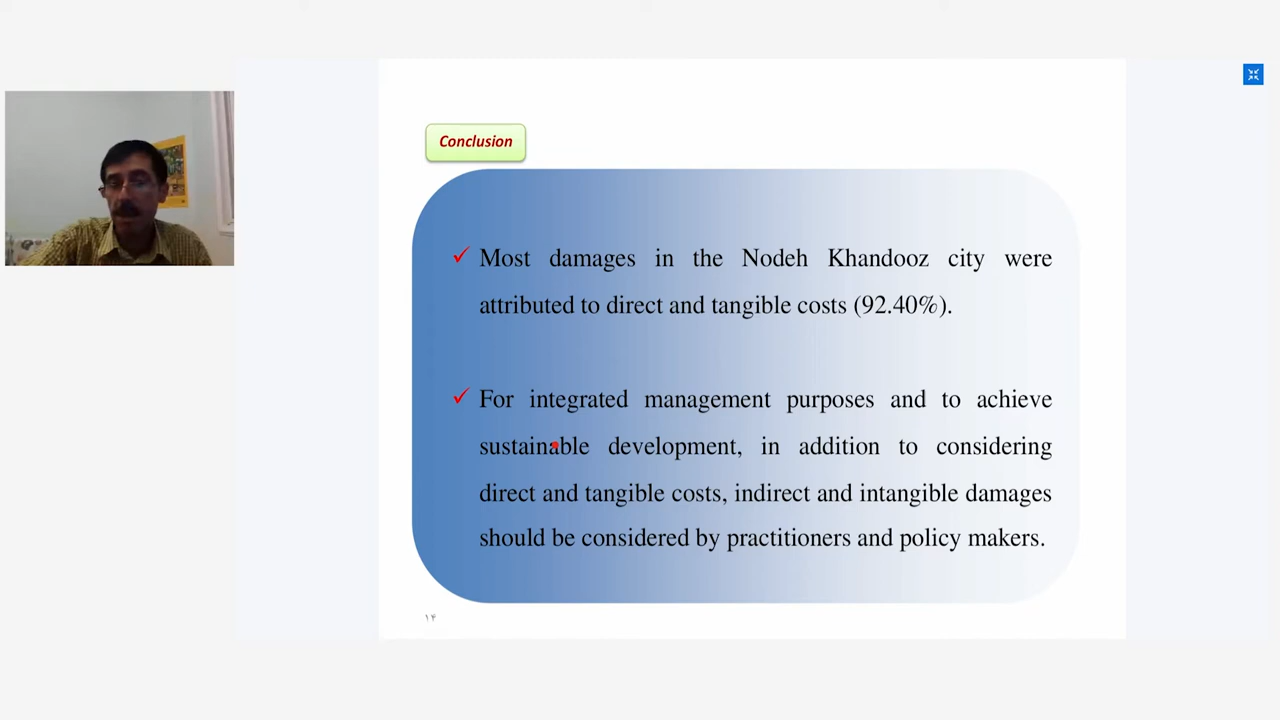 Conclusion
✓ Most damages in the Nodeh Khandooz city were
attributed to direct and tangible costs (92.40%).
✓ For integrated management purposes and to achieve
sustainable development, in addition to considering
direct and tangible costs, indirect and intangible damages
should be considered by practitioners and policy makers.
۱۴